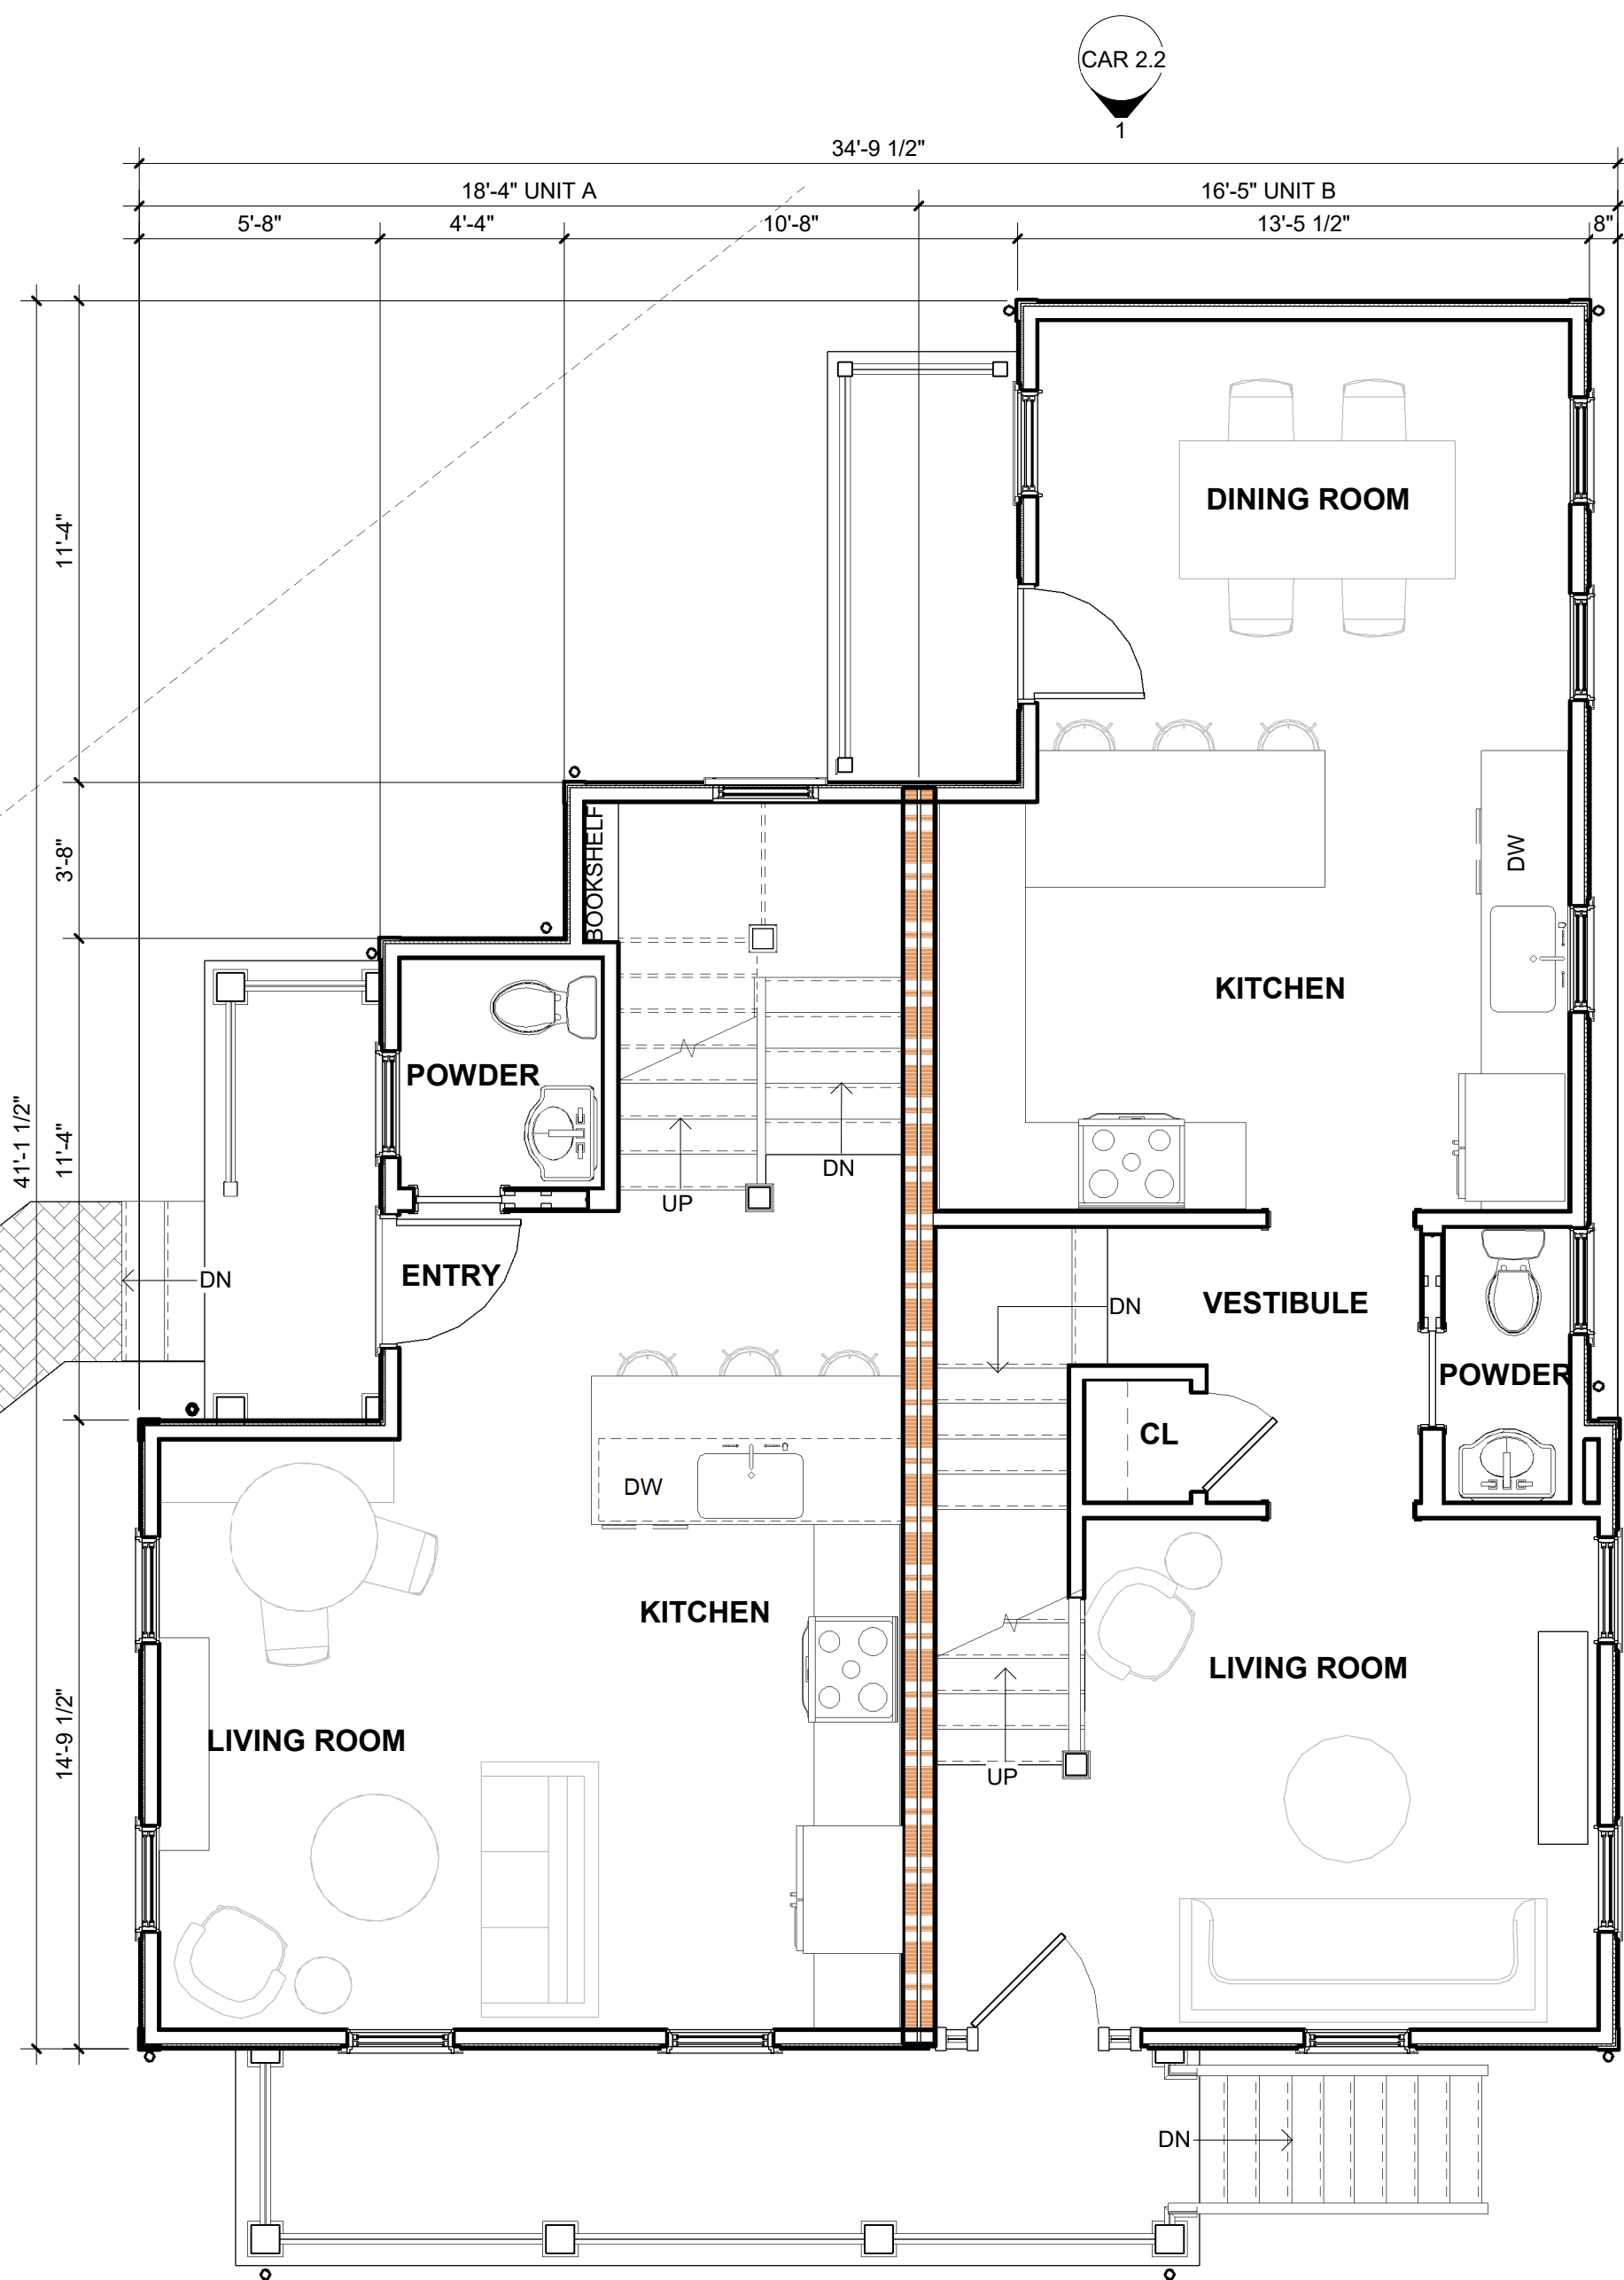 CAR 2.2
1
34'-9 1/2"
18'-4" UNIT A
16'-5" UNIT B
5'-8"
4'-4"
10'-8"
13'-5 1/2"
8"
11'-4"
DINING ROOM
3'-8"
BOOKSHELF
DW
KITCHEN
POWDER
41'-1 1/2"
11'-4"
DN
UP
ENTRY
DN
DN
VESTIBULE
POWDER
CL
DW
KITCHEN
LIVING ROOM
14'-9 1/2"
LIVING ROOM
UP
DN